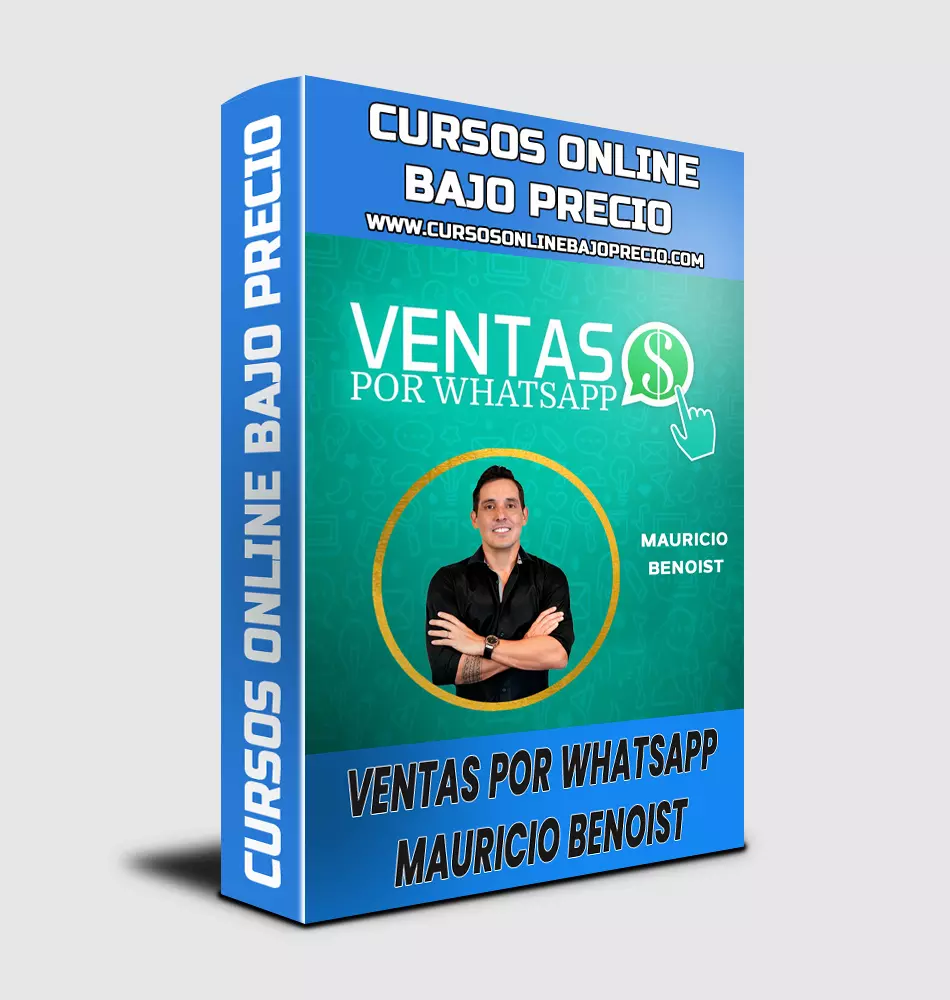 CURSOS ONLINE BAJO PRECIO
CURSOS ONLINE
BAJO PRECIO
WWW.CURSOSONLINEBAJOPRECIO.COM
VENTAS
POR WHATSAPP
$
MAURICIO
BENOIST
VENTAS POR WHATSAPP
MAURICIO BENOIST